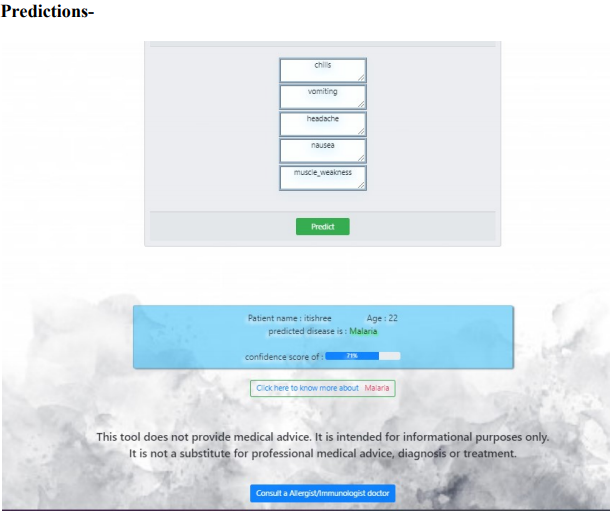 Predictions-
chills
vomiting
headache
nausea
muscle_weakness
Predict
Patient name : itishree Age : 22
predicted disease is : Malaria
confidence score of : 71%
Click here to know more about Malaria
This tool does not provide medical advice. It is intended for informational purposes only.
It is not a substitute for professional medical advice, diagnosis or treatment.
Consult a Allergist/Immunologist doctor